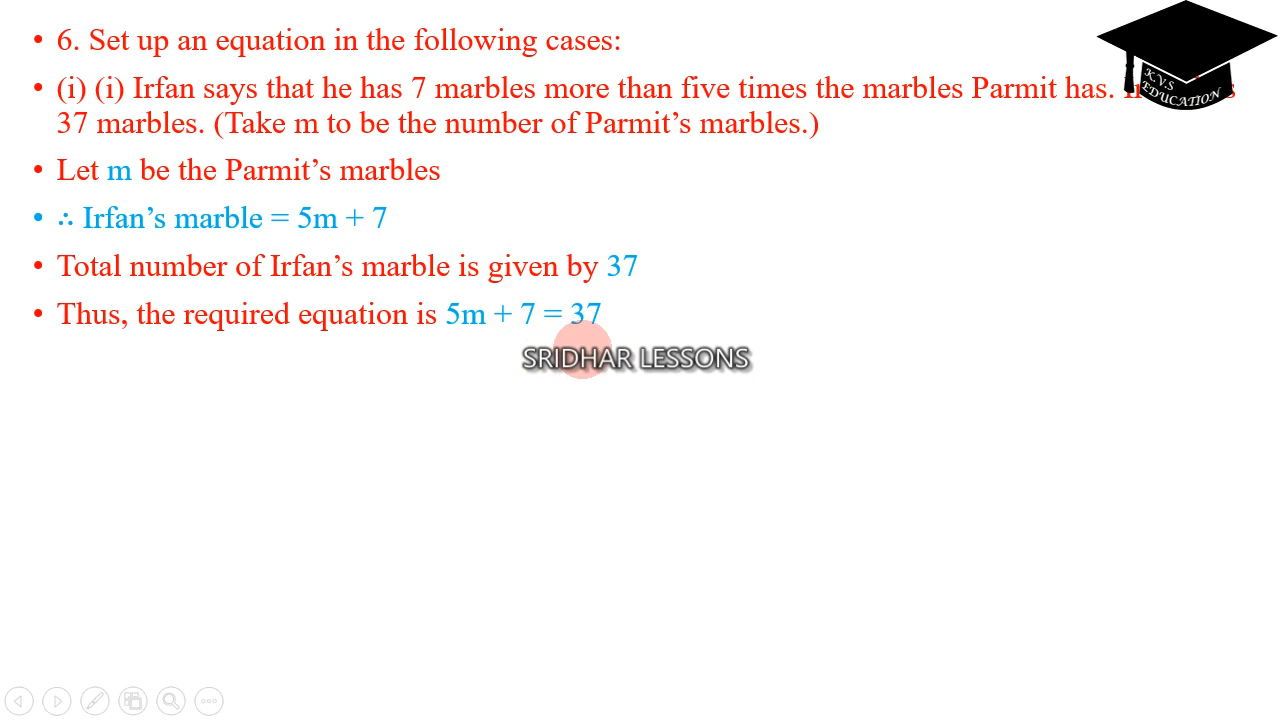 • 6. Set up an equation in the following cases:
• (i) (i) Irfan says that he has 7 marbles more than five times the marbles Parmit has.
37 marbles. (Take m to be the number of Parmit’s marbles.)
• Let m be the Parmit’s marbles
• ∴ Irfan’s marble = 5m + 7
• Total number of Irfan’s marble is given by 37
• Thus, the required equation is 5m + 7 = 37
SRIDHAR LESSONS
K.V.S
EDUCATION